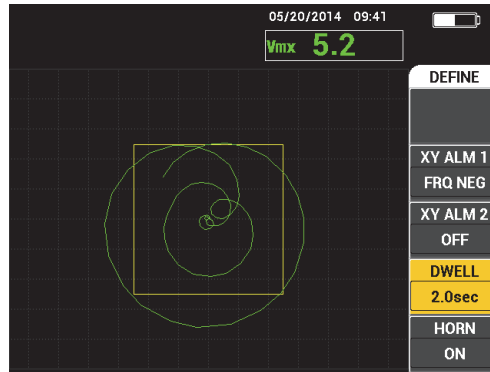 05/20/2014 09:41
Vmx 5.2
DEFINE
XY ALM 1
FRQ NEG
XY ALM 2
OFF
DWELL
2.0sec
HORN
ON